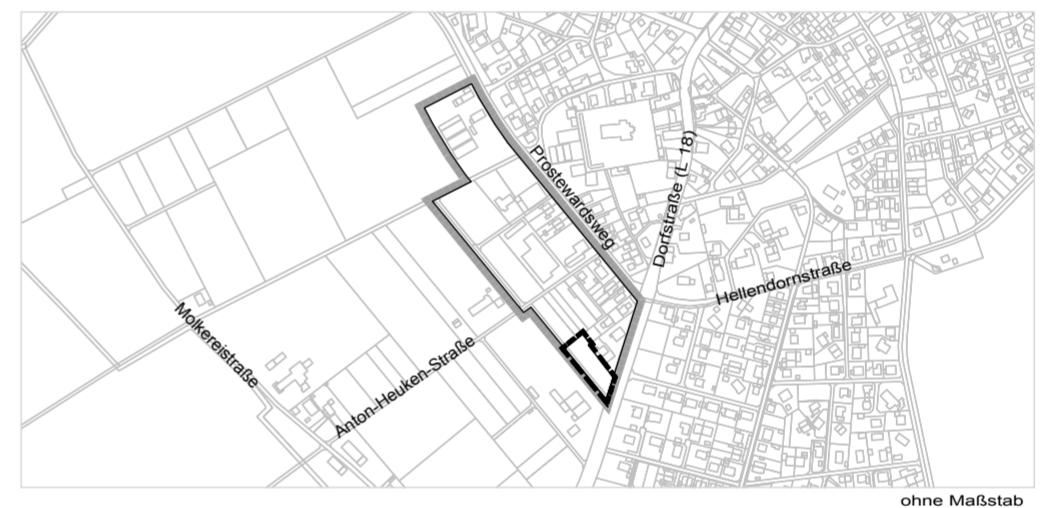 Prostewardsweg
Dorfstraße (L 18)
Hellendornstraße
Molkereistraße
Anton-Heuken-Straße
ohne Maßstab